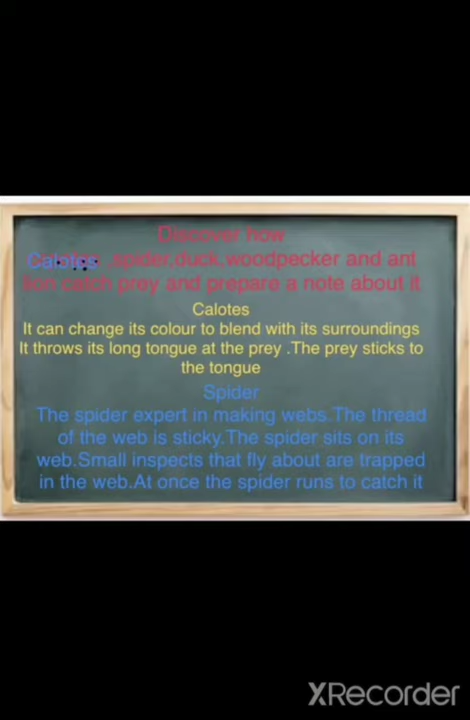 Discover how
Calotes ,spider,duck,woodpecker and ant
lion catch prey and prepare a note about it
Calotes
It can change its colour to blend with its surroundings
It throws its long tongue at the prey .The prey sticks to
the tongue
Spider
The spider expert in making webs.The thread
of the web is sticky.The spider sits on its
web.Small inspects that fly about are trapped
in the web.At once the spider runs to catch it
XRecorder